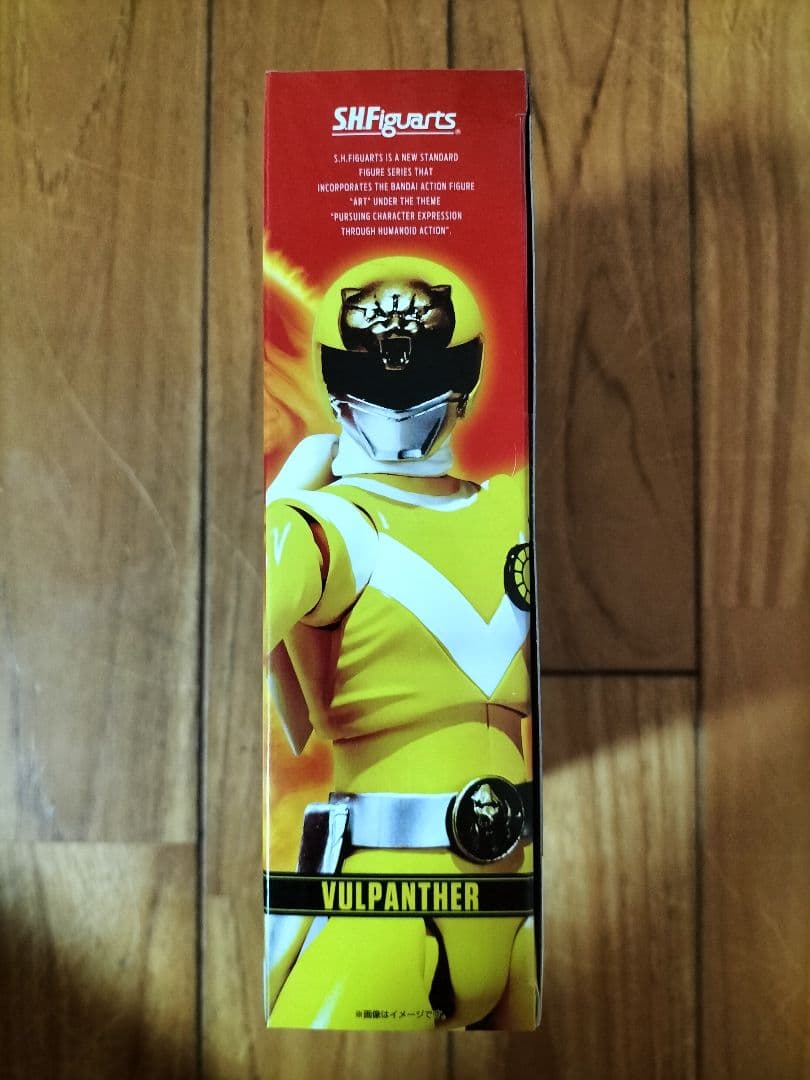 S.H.Figuarts
S.H.FIGUARTS IS A NEW STANDARD
FIGURE SERIES THAT
INCORPORATES THE BANDAI ACTION FIGURE
"ART" UNDER THE THEME
"PURSUING CHARACTER EXPRESSION
THROUGH HUMANOID ACTION".
VULPANTHER
※画像はイメージです。